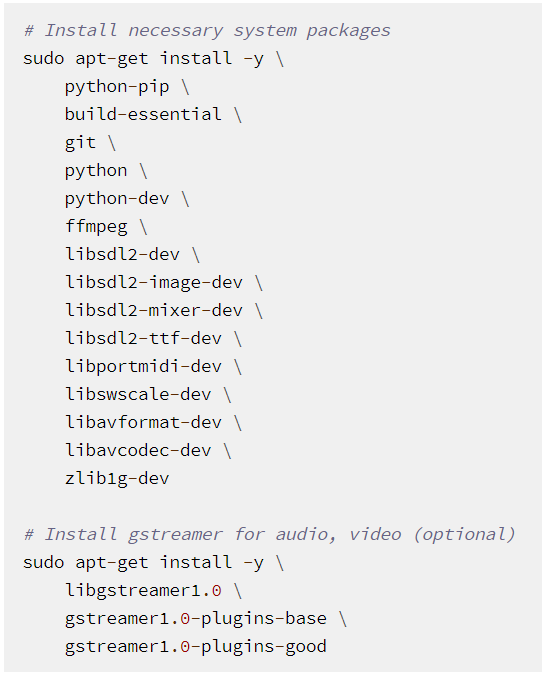 # Install necessary system packages
sudo apt-get install -y \
    python-pip \
    build-essential \
    git \
    python \
    python-dev \
    ffmpeg \
    libsdl2-dev \
    libsdl2-image-dev \
    libsdl2-mixer-dev \
    libsdl2-ttf-dev \
    libportmidi-dev \
    libswscale-dev \
    libavformat-dev \
    libavcodec-dev \
    zlib1g-dev

# Install gstreamer for audio, video (optional)
sudo apt-get install -y \
    libgstreamer1.0 \
    gstreamer1.0-plugins-base \
    gstreamer1.0-plugins-good